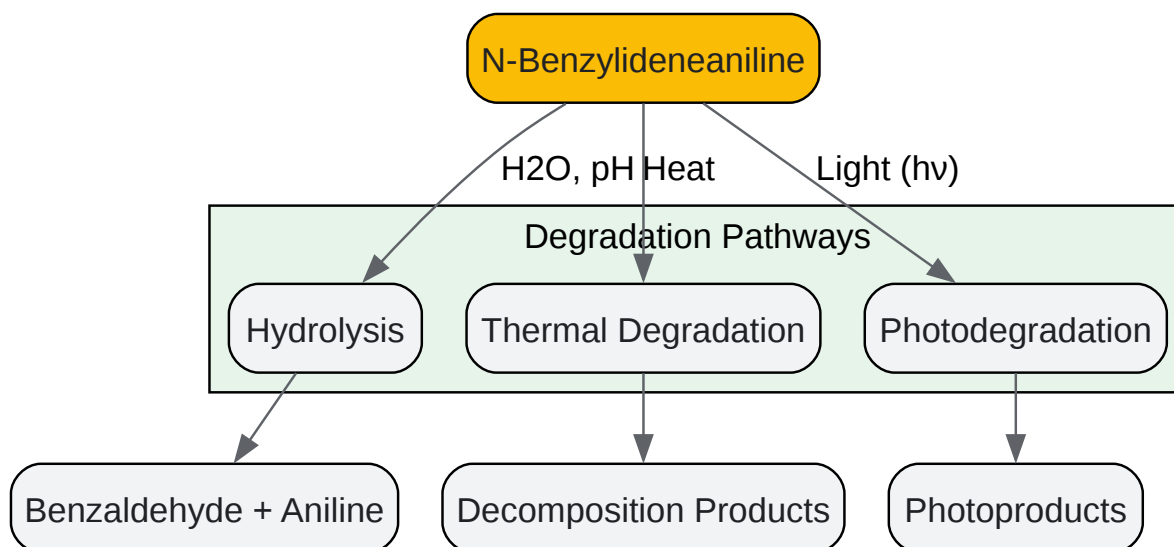 N-Benzylideneaniline
H2O, pH Heat Light (hν)
Degradation Pathways
Hydrolysis Thermal Degradation Photodegradation
Benzaldehyde + Aniline Decomposition Products Photoproducts